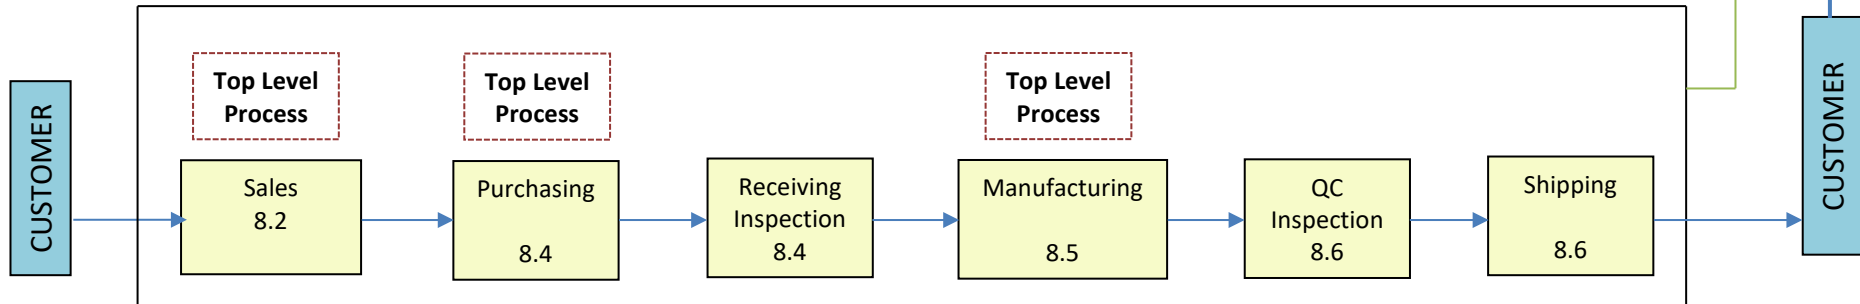 CUSTOMER
Top Level
Process
Top Level
Process
Top Level
Process
Sales
8.2
Purchasing
8.4
Receiving
Inspection
8.4
Manufacturing
8.5
QC
Inspection
8.6
Shipping
8.6
CUSTOMER